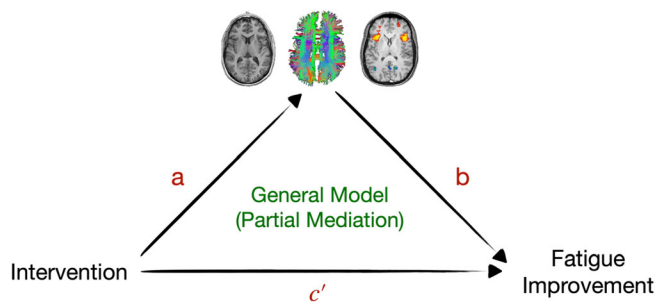 a
b
General Model
(Partial Mediation)
Intervention
c′
Fatigue
Improvement